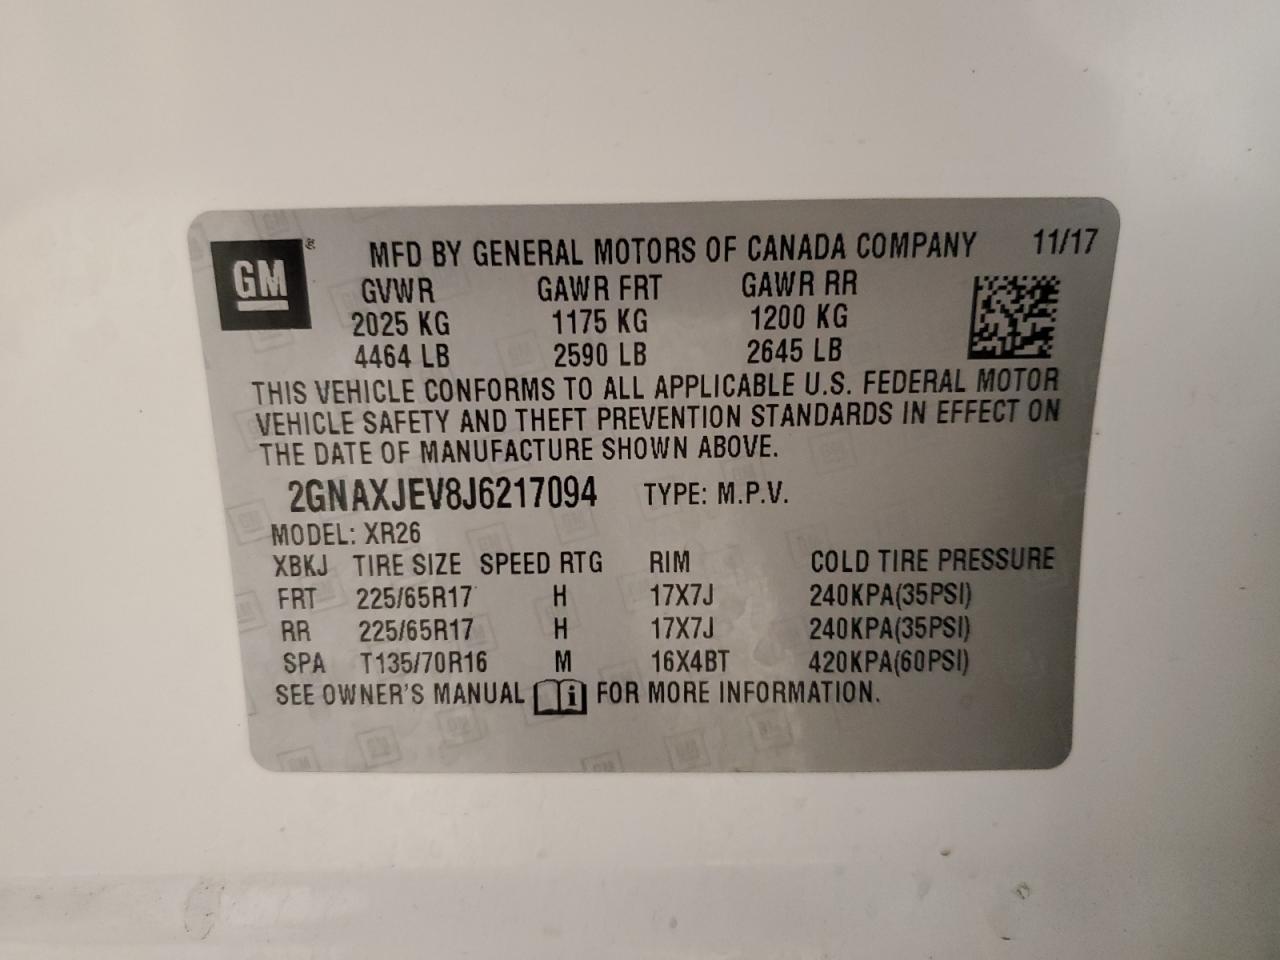 GM ® MFD BY GENERAL MOTORS OF CANADA COMPANY 11/17
GVWR GAWR FRT GAWR RR
2025 KG 1175 KG 1200 KG
4464 LB 2590 LB 2645 LB
THIS VEHICLE CONFORMS TO ALL APPLICABLE U.S. FEDERAL MOTOR
VEHICLE SAFETY AND THEFT PREVENTION STANDARDS IN EFFECT ON
THE DATE OF MANUFACTURE SHOWN ABOVE.
2GNAXJEV8J6217094 TYPE: M.P.V.
MODEL: XR26
XBKJ TIRE SIZE SPEED RTG RIM COLD TIRE PRESSURE
FRT 225/65R17 H 17X7J 240KPA(35PSI)
RR 225/65R17 H 17X7J 240KPA(35PSI)
SPA T135/70R16 M 16X4BT 420KPA(60PSI)
SEE OWNER'S MANUAL i FOR MORE INFORMATION.